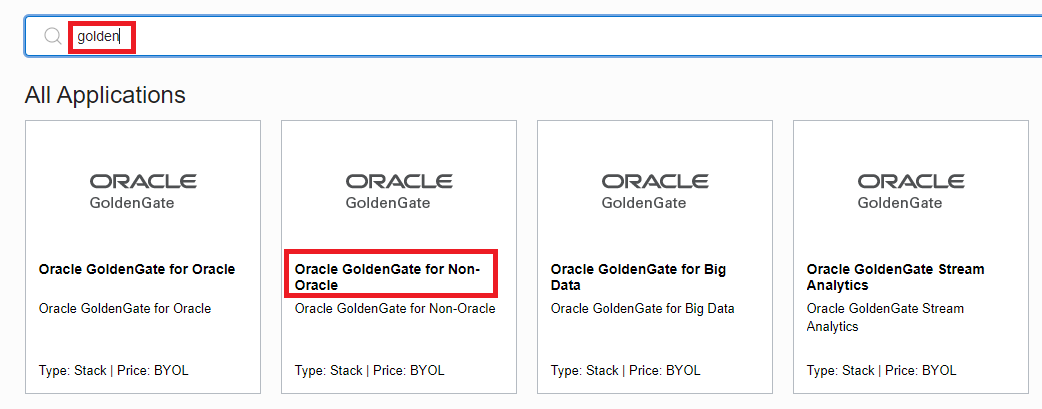 golden
All Applications
ORACLE
GoldenGate
Oracle GoldenGate for Oracle
Oracle GoldenGate for Oracle
Type: Stack | Price: BYOL
ORACLE
GoldenGate
Oracle GoldenGate for Non-
Oracle
Oracle GoldenGate for Non-Oracle
Type: Stack | Price: BYOL
ORACLE
GoldenGate
Oracle GoldenGate for Big
Data
Oracle GoldenGate for Big Data
Type: Stack | Price: BYOL
ORACLE
GoldenGate
Oracle GoldenGate Stream
Analytics
Oracle GoldenGate Stream
Analytics
Type: Stack | Price: BYOL